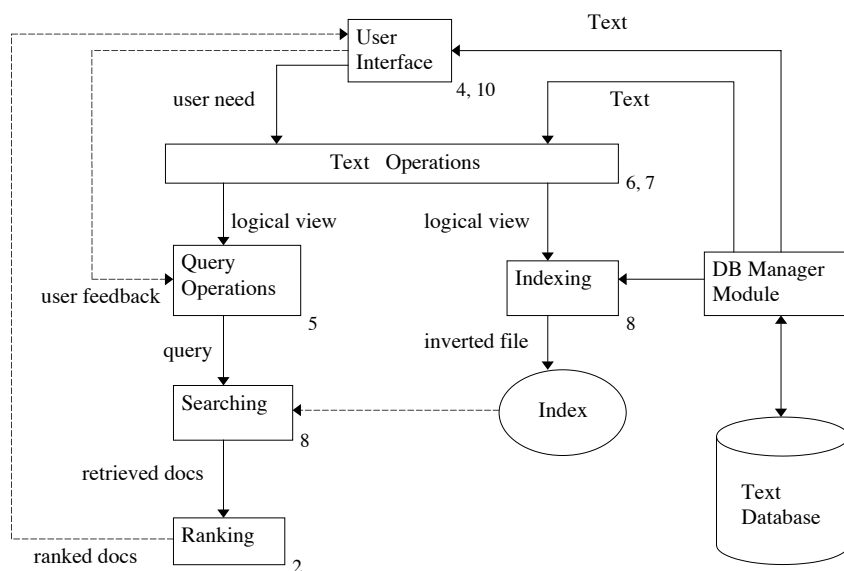 User
Interface
Text
4, 10
user need
Text
Text Operations
6, 7
logical view
logical view
Query
Operations
Indexing
DB Manager
Module
user feedback
5
8
query
inverted file
Searching
Index
8
retrieved docs
Text
Database
Ranking
ranked docs
2